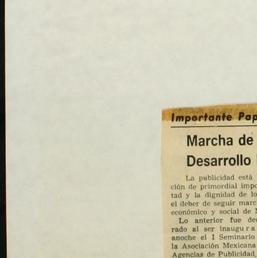 Importante Pap
Marcha de
Desarrollo
La publicidad está
ción de primordial impo
tad y la dignidad de lo
el deber de seguir marc
económico y social de M
Lo anterior fue dec
rado al ser inaugura
anoche el I Seminario
la Asociación Mexicana
Agencias de Publicidad,